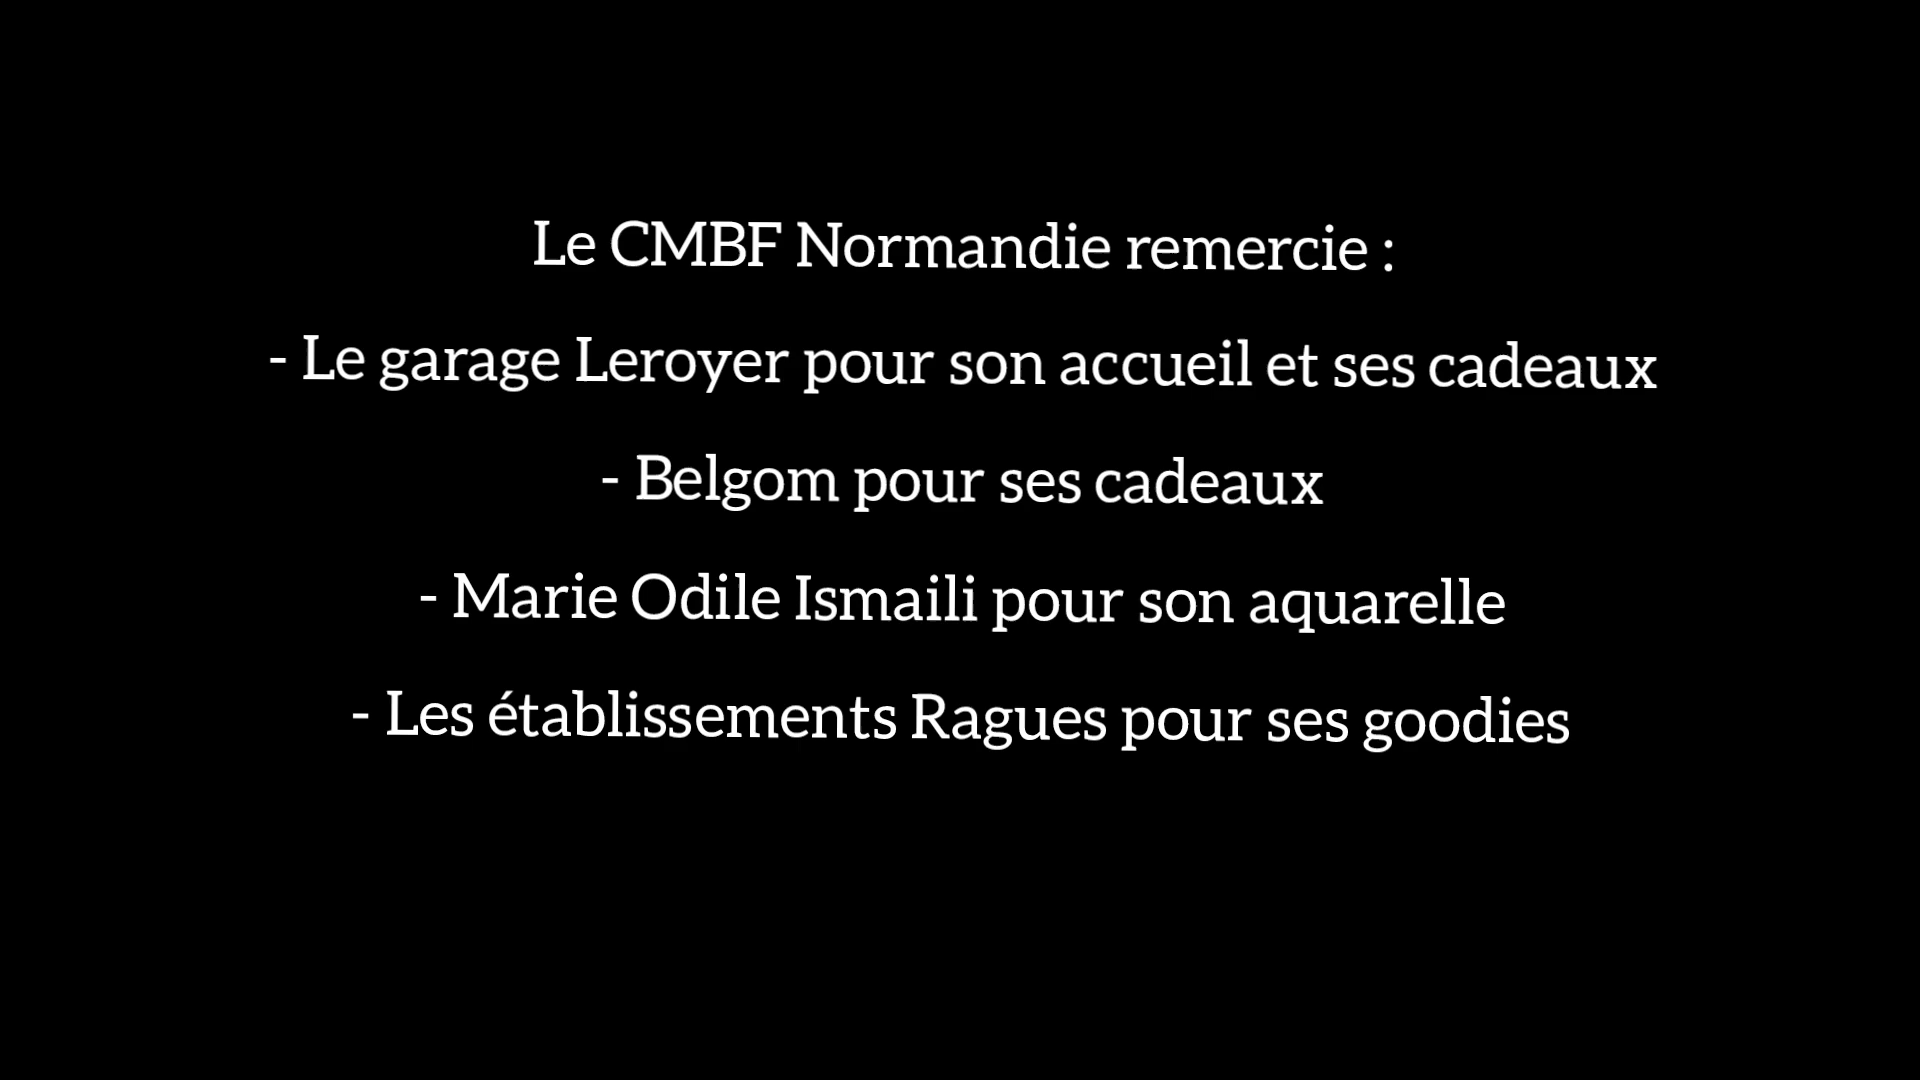 Le CMBF Normandie remercie :
- Le garage Leroyer pour son accueil et ses cadeaux
- Belgom pour ses cadeaux
- Marie Odile Ismaili pour son aquarelle
- Les établissements Ragues pour ses goodies